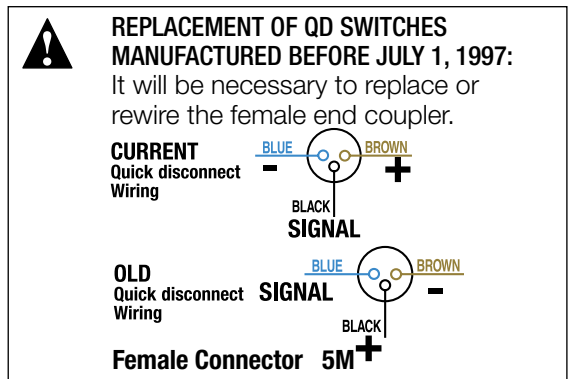 REPLACEMENT OF QD SWITCHES
MANUFACTURED BEFORE JULY 1, 1997:
It will be necessary to replace or
rewire the female end coupler.
CURRENT
Quick disconnect
Wiring
BLUE
-
BROWN
+
BLACK
SIGNAL
OLD
Quick disconnect
Wiring
BLUE
SIGNAL
BROWN
-
BLACK
+
Female Connector 5M